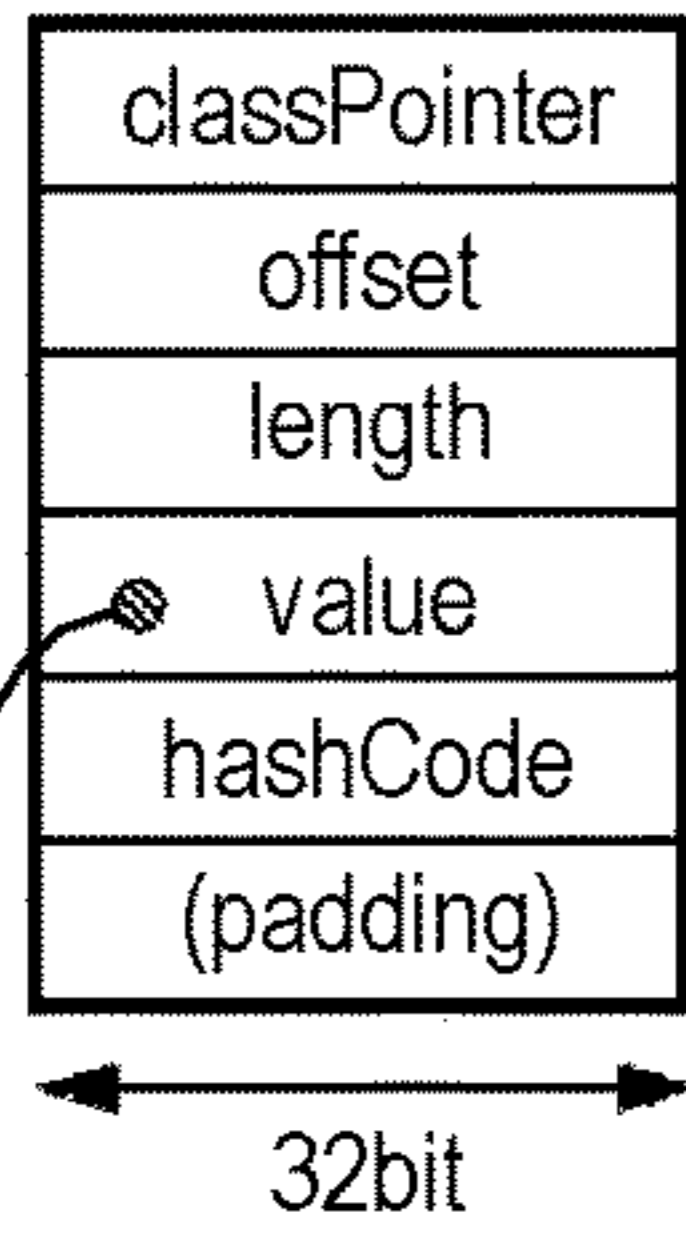 classPointer
offset
length
value
hashCode
(padding)
32bit